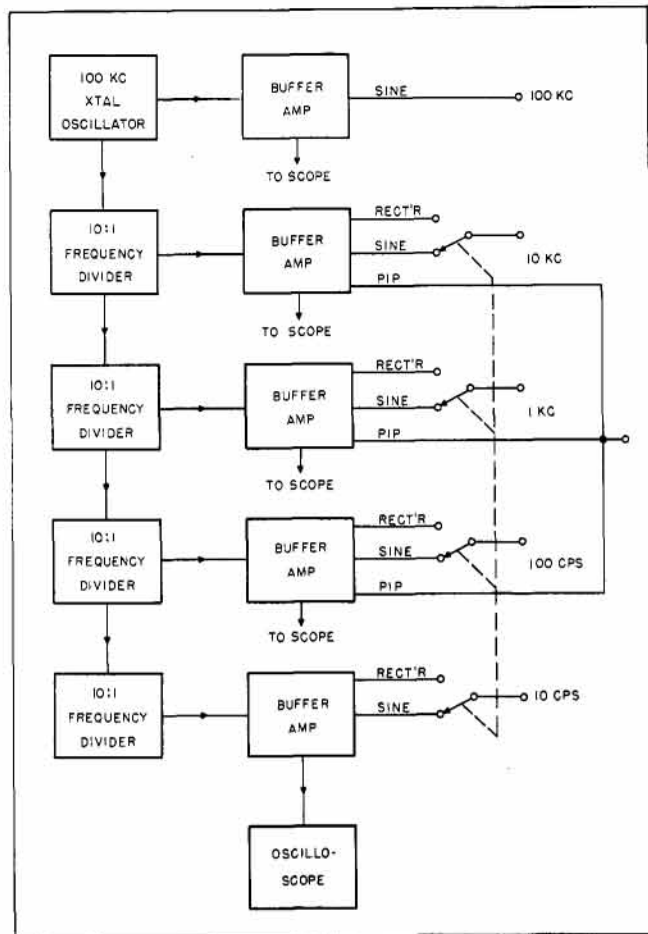 100 KC
XTAL
OSCILLATOR
BUFFER
AMP
SINE
100 KC
TO SCOPE
10:1
FREQUENCY
DIVIDER
BUFFER
AMP
RECT'R
SINE
PIP
10 KC
TO SCOPE
10:1
FREQUENCY
DIVIDER
BUFFER
AMP
RECT'R
SINE
PIP
1 KC
TO SCOPE
10:1
FREQUENCY
DIVIDER
BUFFER
AMP
RECT'R
SINE
PIP
100 CPS
TO SCOPE
10:1
FREQUENCY
DIVIDER
BUFFER
AMP
RECT'R
SINE
10 CPS
OSCILLO-
SCOPE